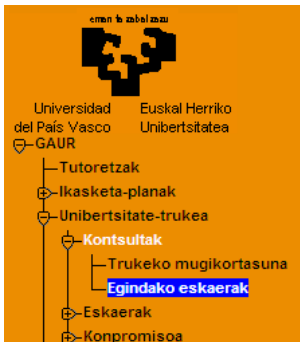 eman ta zabal zazu
Universidad Euskal Herriko
del País Vasco Unibertsitatea
GAUR
Tutoretzak
Ikasketa-planak
Unibertsitate-trukea
Kontsultak
Trukeko mugikortasuna
Egindako eskaerak
Eskaerak
Konpromisoa